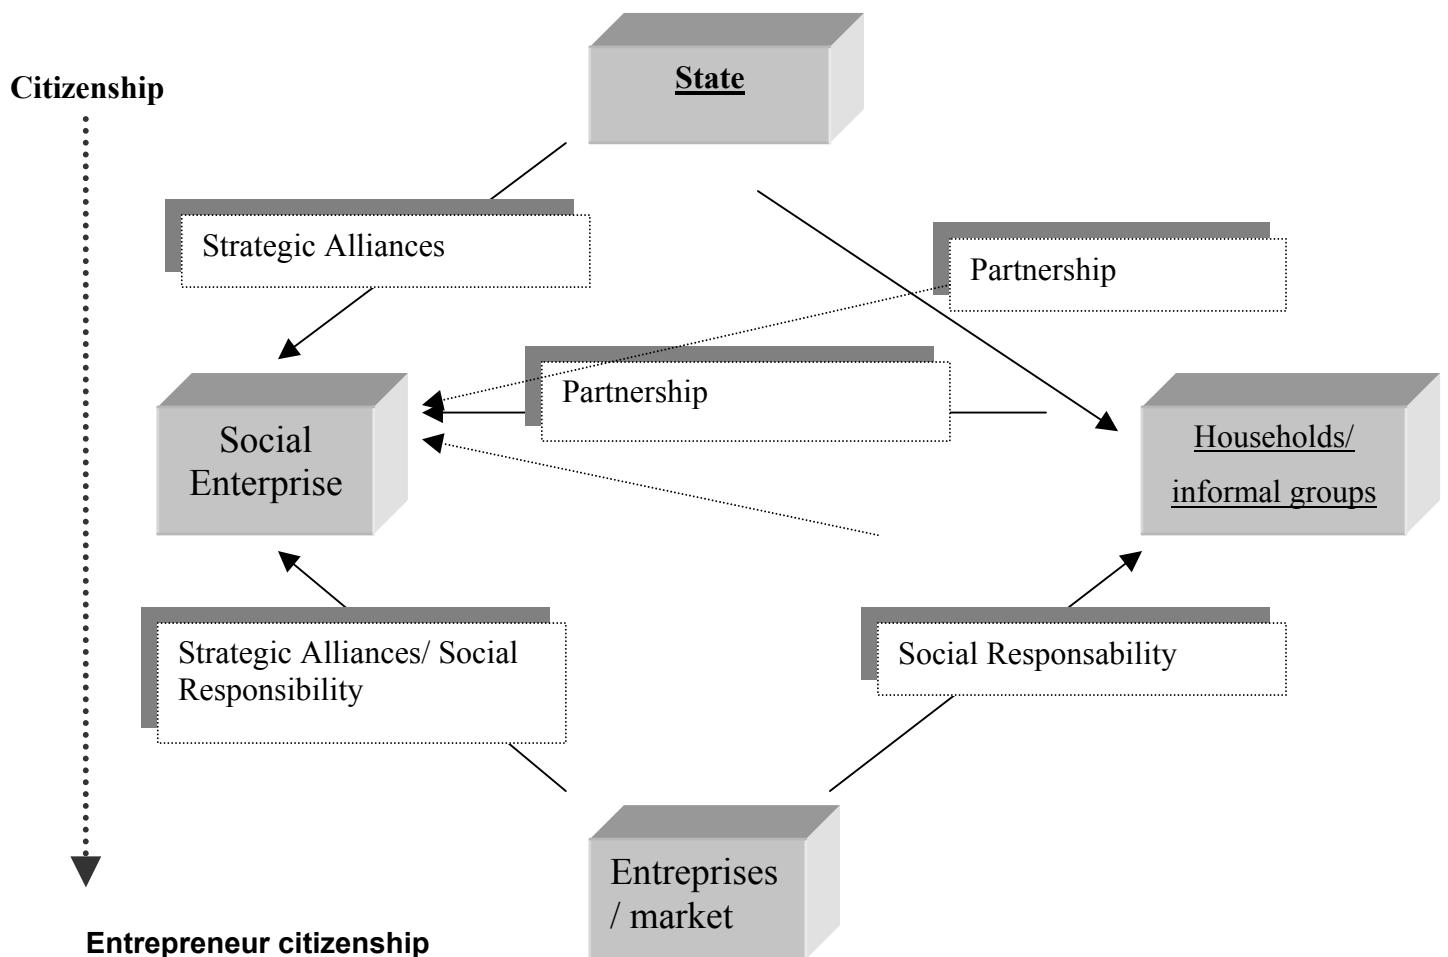 State
Citizenship
Strategic Alliances
Partnership
Partnership
Social
Enterprise
Households/
informal groups
Strategic Alliances/ Social
Responsibility
Social Responsability
Entreprises
/ market
Entrepreneur citizenship